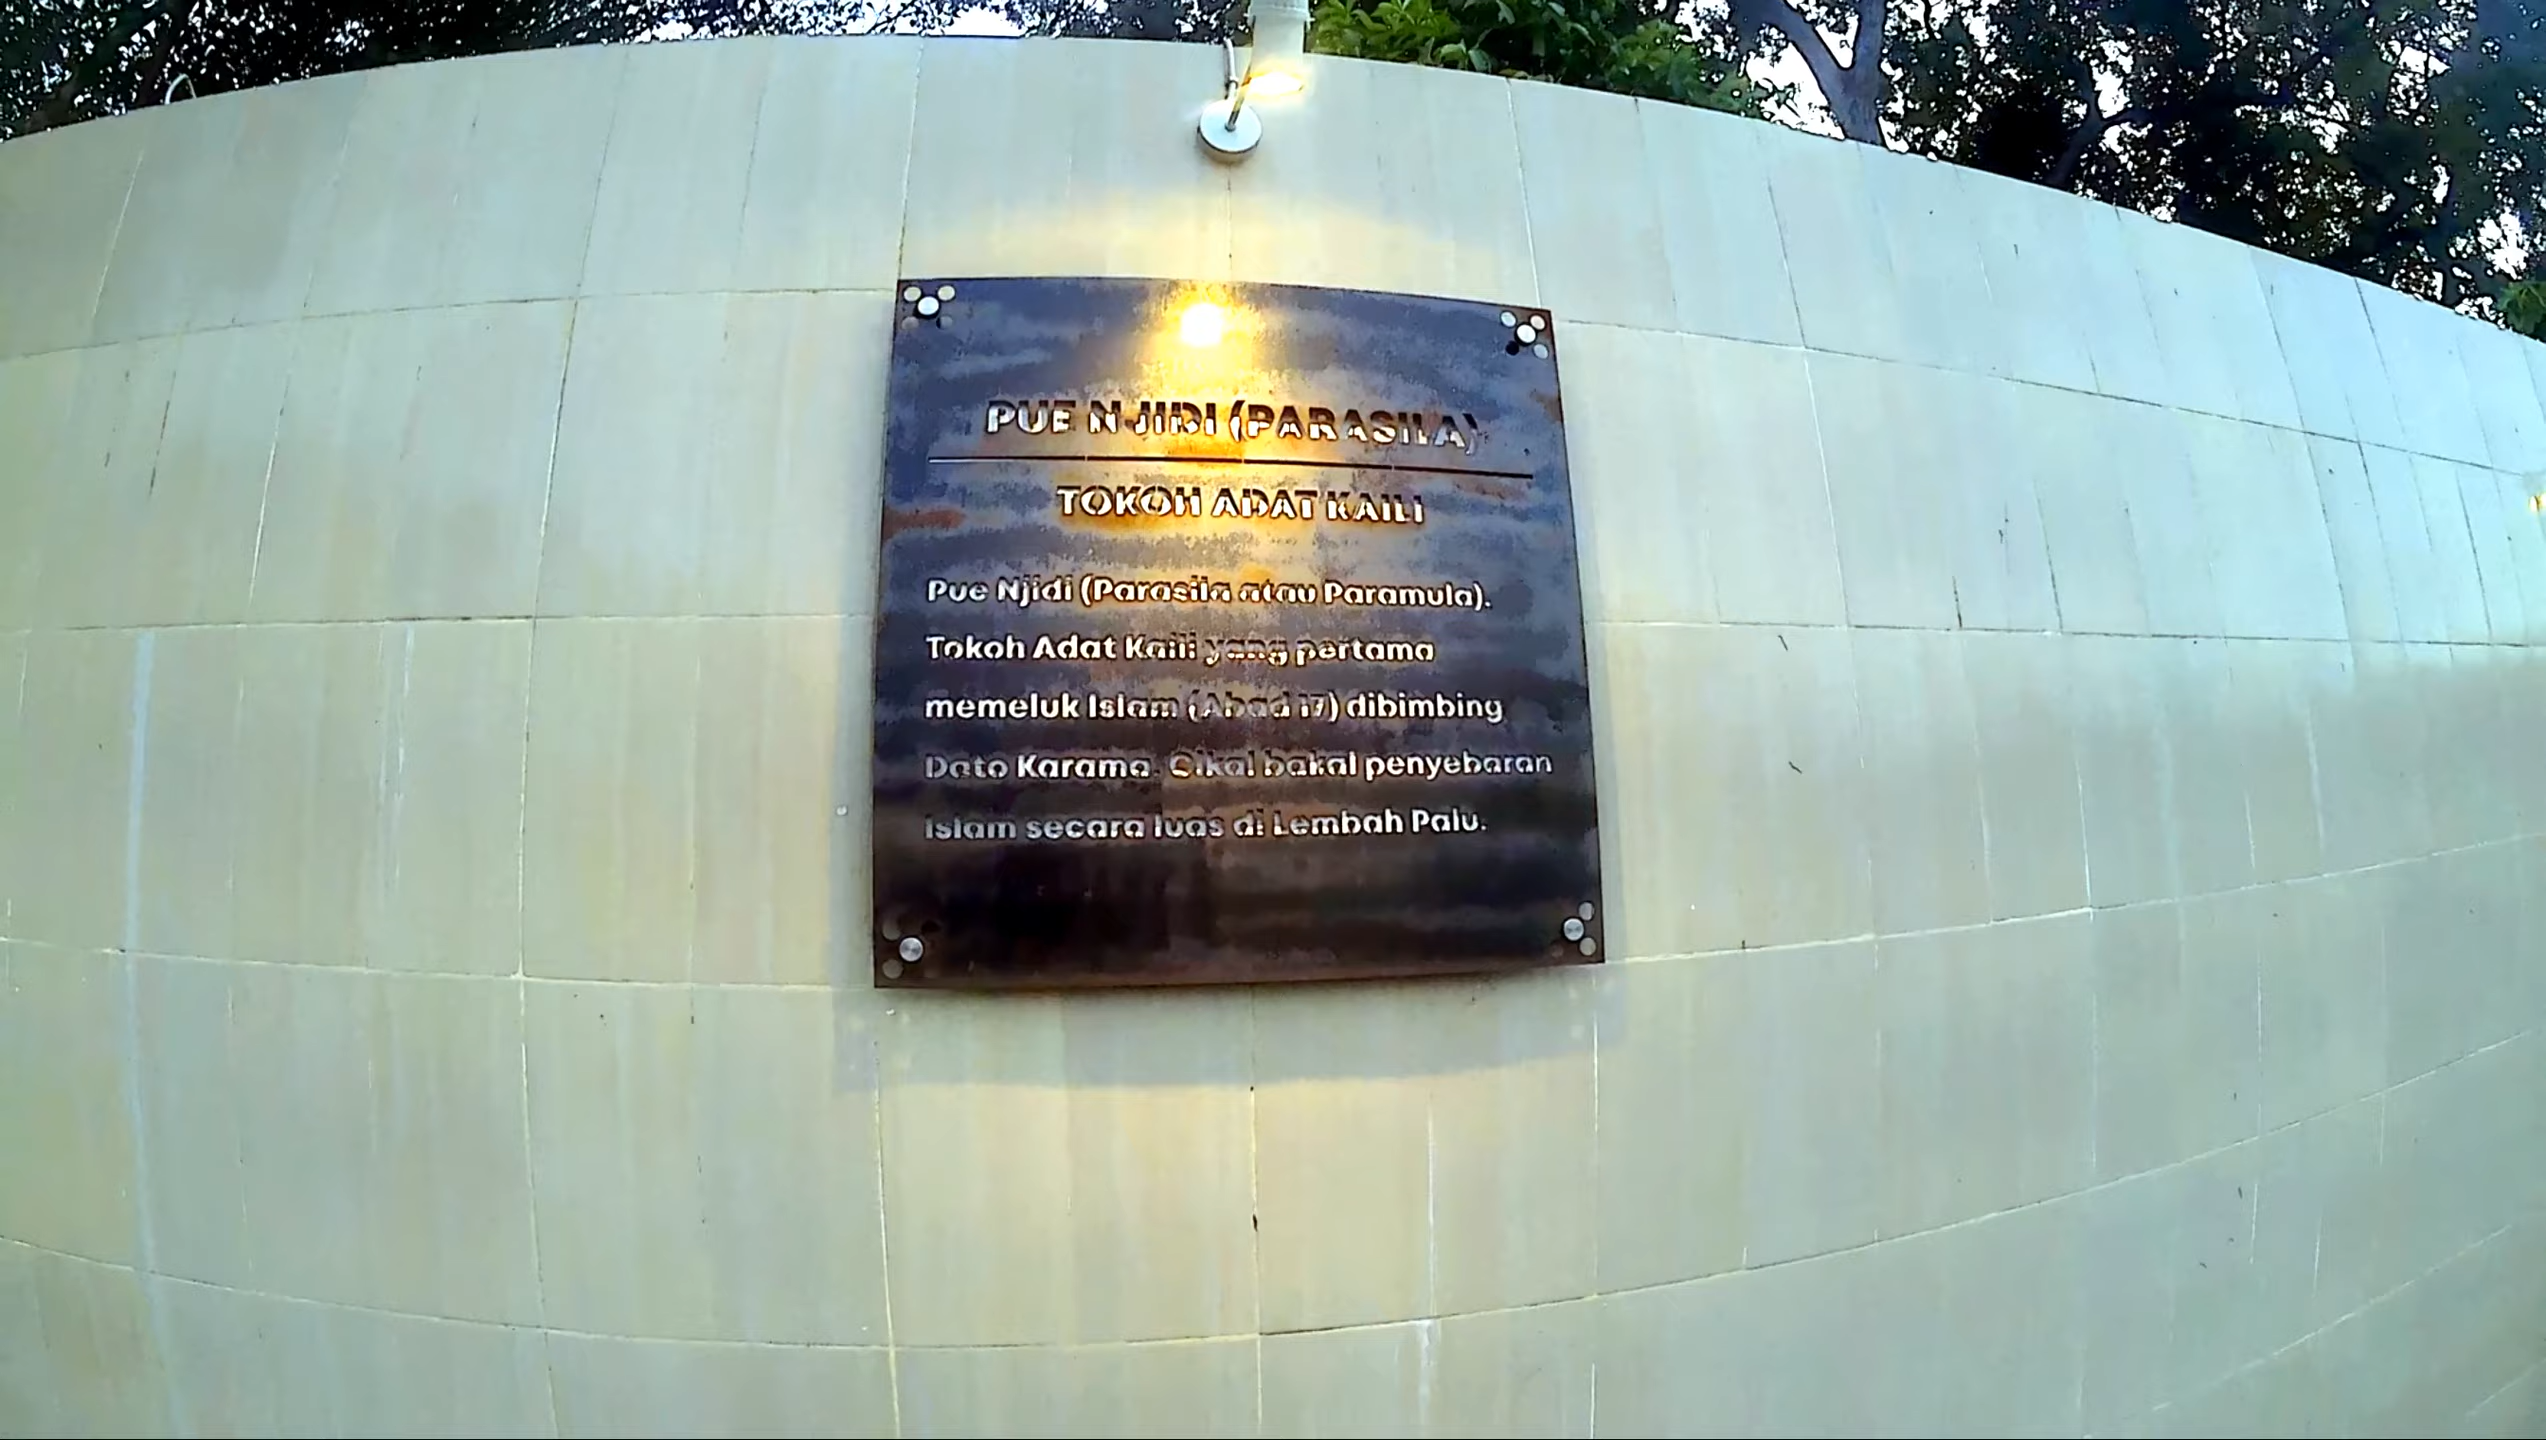 PUE NJIDI (PARASILA)
TOKOH ADAT KAILI
Pue Njidi (Parasila atau Paramula).
Tokoh Adat Kaili yang pertama
memeluk Islam (Abad 17) dibimbing
Dato Karama. Cikal bakal penyebaran
Islam secara luas di Lembah Palu.